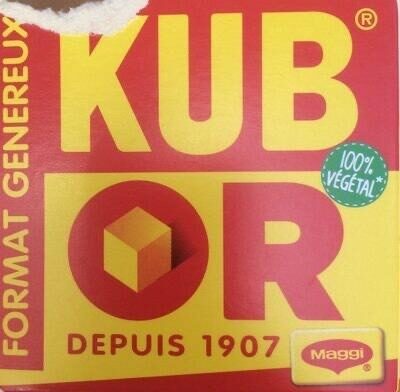 FORMAT GENEREUX
KUB®
100%
VÉGÉTAL*
OR
DEPUIS 1907
Maggi®